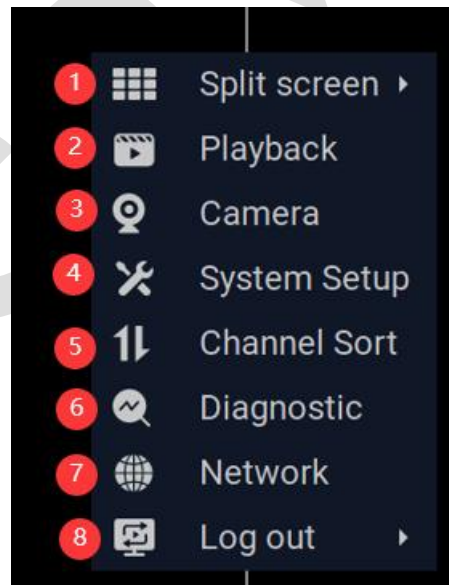 1 Split screen
2 Playback
3 Camera
4 System Setup
5 Channel Sort
6 Diagnostic
7 Network
8 Log out